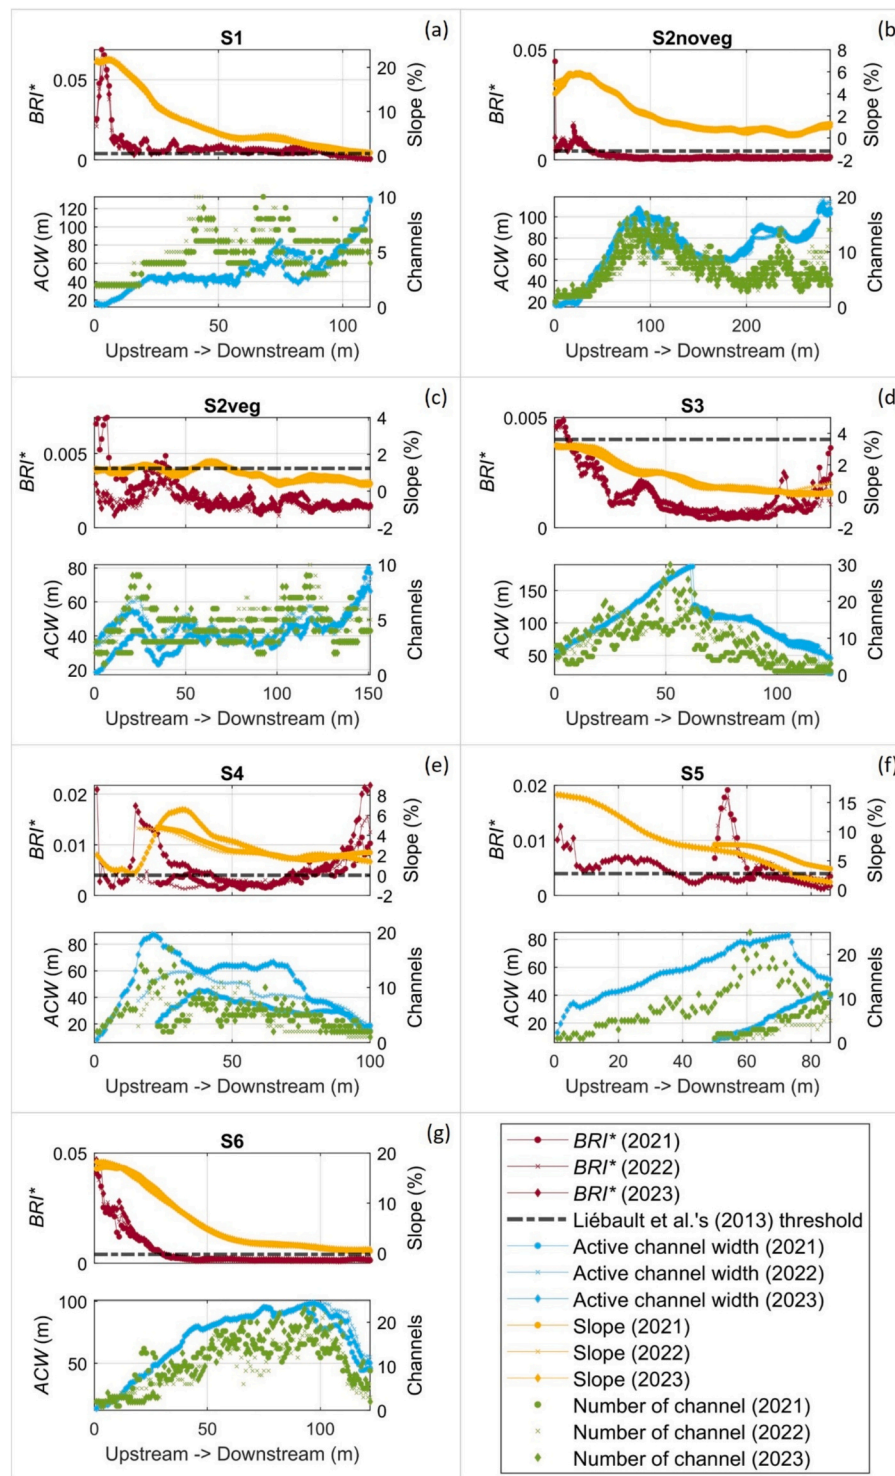 S1
(a)
BRI*
0.05
0
20
10
0
Slope (%)
ACW (m)
120
100
80
60
40
20
10
5
0
Channels
0 50 100
Upstream -> Downstream (m)
S2noveg
(b)
BRI*
0.05
0
8
6
4
2
0
-2
Slope (%)
ACW (m)
100
80
60
40
20
20
10
0
Channels
0 100 200
Upstream -> Downstream (m)
S2veg
(c)
BRI*
0.005
0
4
2
0
-2
Slope (%)
ACW (m)
80
60
40
20
10
5
0
Channels
0 50 100 150
Upstream -> Downstream (m)
S3
(d)
BRI*
0.005
0
4
2
0
-2
Slope (%)
ACW (m)
150
100
50
30
20
10
0
Channels
0 50 100
Upstream -> Downstream (m)
S4
(e)
BRI*
0.02
0.01
0
8
6
4
2
0
-2
Slope (%)
ACW (m)
80
60
40
20
20
10
0
Channels
0 50 100
Upstream -> Downstream (m)
S5
(f)
BRI*
0.02
0.01
0
15
10
5
0
Slope (%)
ACW (m)
80
60
40
20
20
10
0
Channels
0 20 40 60 80
Upstream -> Downstream (m)
S6
(g)
BRI*
0.05
0
20
10
0
Slope (%)
ACW (m)
100
50
20
10
0
Channels
0 50 100
Upstream -> Downstream (m)
BRI* (2021)
BRI* (2022)
BRI* (2023)
Liébault et al.'s (2013) threshold
Active channel width (2021)
Active channel width (2022)
Active channel width (2023)
Slope (2021)
Slope (2022)
Slope (2023)
Number of channel (2021)
Number of channel (2022)
Number of channel (2023)